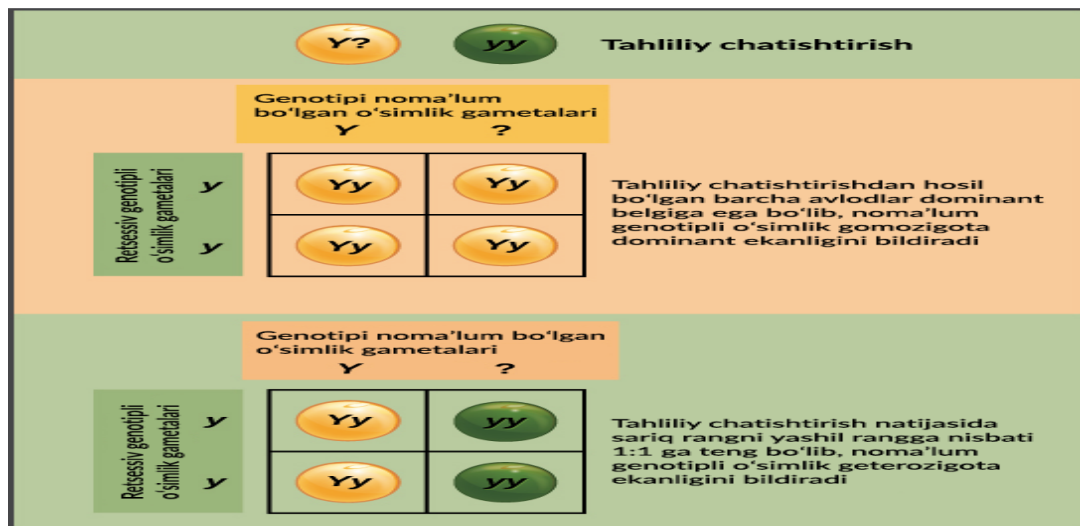 Y? yy Tahliliy chatishtirish
Genotipi noma’lum
bo‘lgan o‘simlik gametalari
Y ?
Retsessiv genotipli
o‘simlik gametalari
y Yy Yy
y Yy Yy
Tahliliy chatishtirishdan hosil
bo‘lgan barcha avlodlar dominant
belgiga ega bo‘lib, noma’lum
genotipli o‘simlik gomozigota
dominant ekanligini bildiradi
Genotipi noma’lum bo‘lgan
o‘simlik gametalari
Y ?
Retsessiv genotipli
o‘simlik gametalari
y Yy yy
y Yy yy
Tahliliy chatishtirish natijasida
sariq rangni yashil rangga nisbati
1:1 ga teng bo‘lib, noma’lum
genotipli o‘simlik geterozigota
ekanligini bildiradi